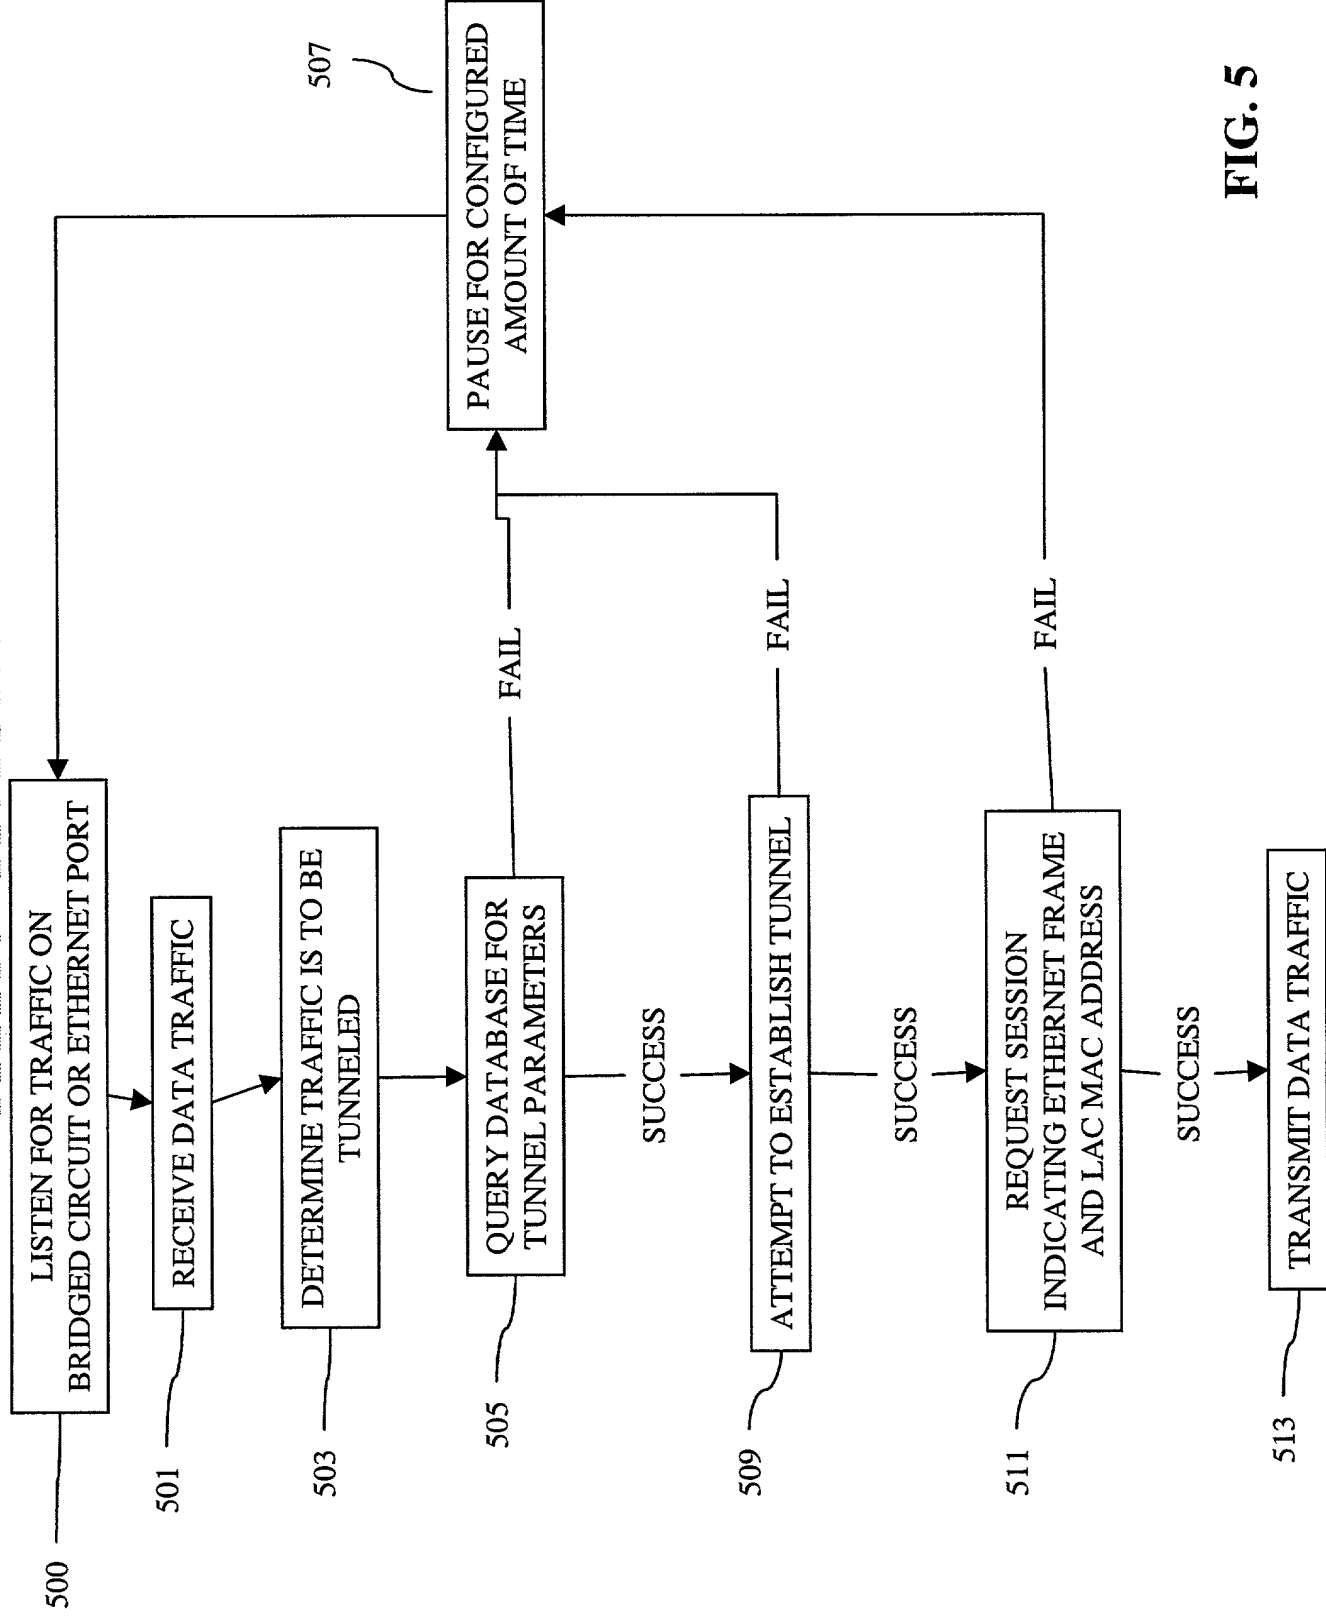 500
LISTEN FOR TRAFFIC ON
BRIDGED CIRCUIT OR ETHERNET PORT
501
RECEIVE DATA TRAFFIC
503
DETERMINE TRAFFIC IS TO BE
TUNNELED
505
QUERY DATABASE FOR
TUNNEL PARAMETERS
FAIL
507
PAUSE FOR CONFIGURED
AMOUNT OF TIME
SUCCESS
509
ATTEMPT TO ESTABLISH TUNNEL
FAIL
SUCCESS
511
REQUEST SESSION
INDICATING ETHERNET FRAME
AND LAC MAC ADDRESS
FAIL
SUCCESS
513
TRANSMIT DATA TRAFFIC
FIG. 5